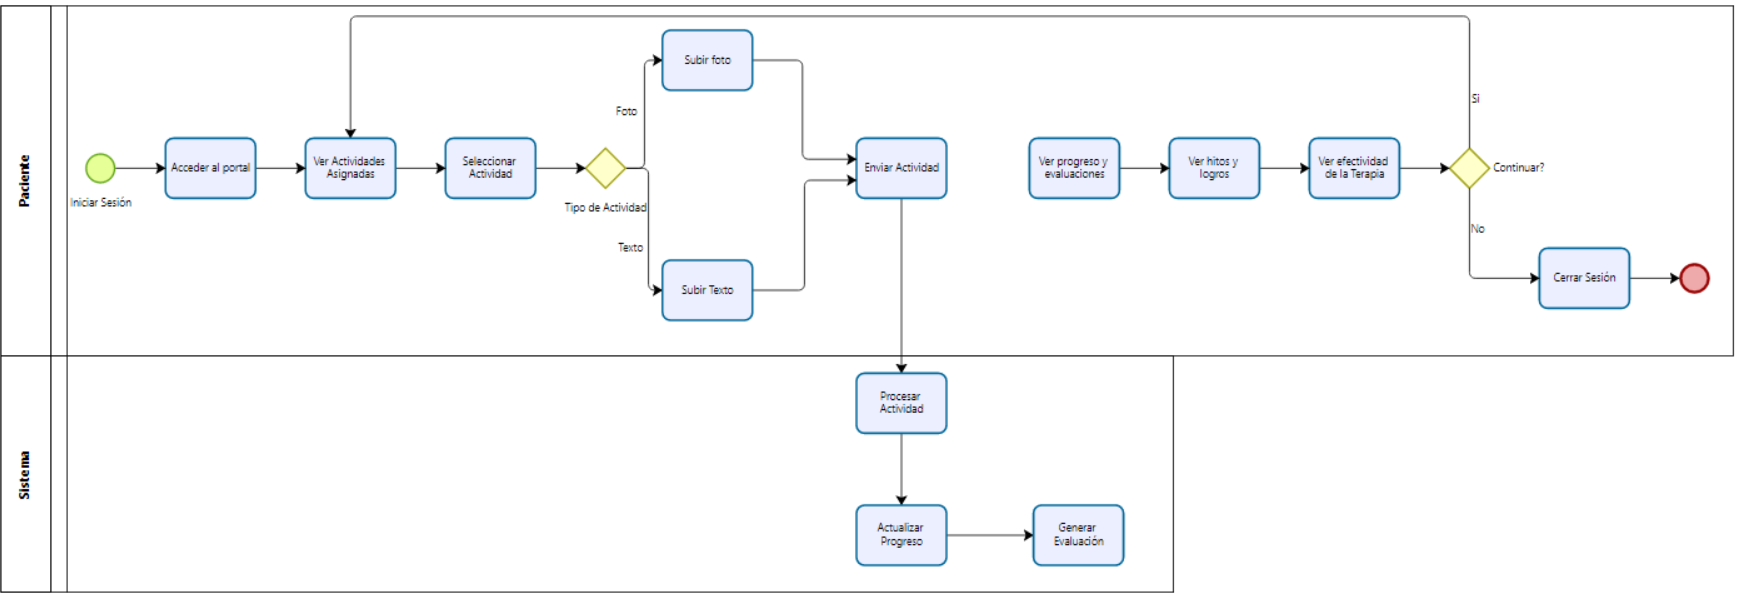 Paciente
Iniciar Sesión
Acceder al portal
Ver Actividades
Asignadas
Seleccionar
Actividad
Tipo de Actividad
Foto
Texto
Subir foto
Subir Texto
Enviar Actividad
Ver progreso y
evaluaciones
Ver hitos y
logros
Ver efectividad
de la Terapia
Continuar?
Si
No
Cerrar Sesión
Sistema
Procesar
Actividad
Actualizar
Progreso
Generar
Evaluación